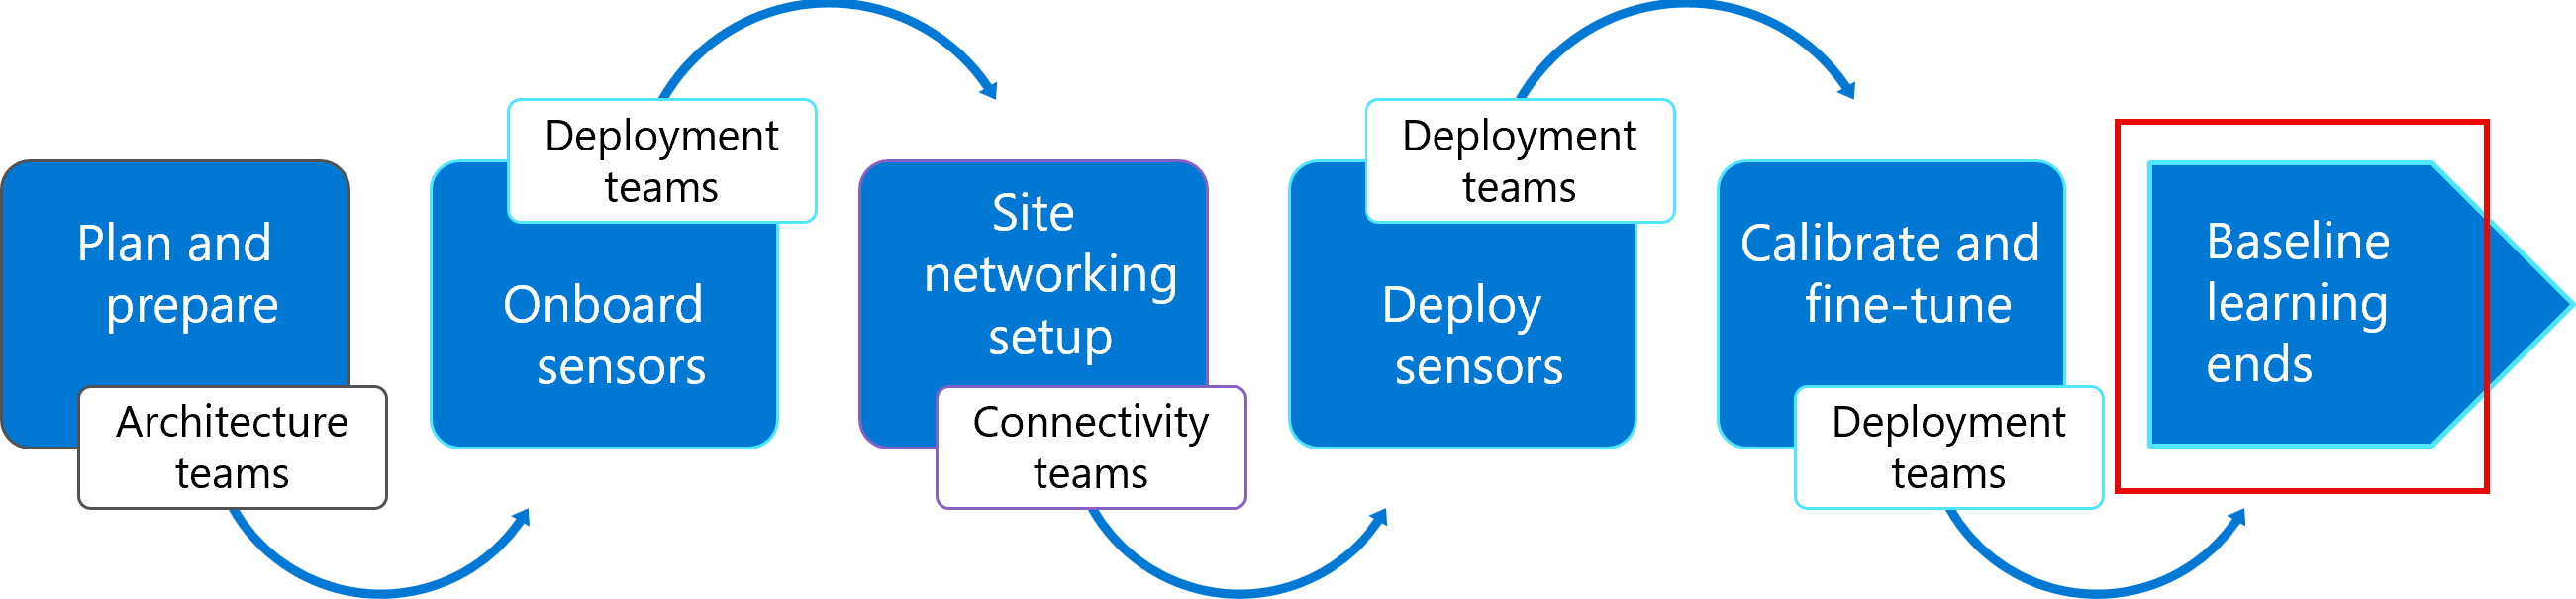 Plan and
prepare
Architecture
teams
Deployment
teams
Onboard
sensors
Site
networking
setup
Connectivity
teams
Deployment
teams
Deploy
sensors
Calibrate and
fine-tune
Deployment
teams
Baseline
learning
ends